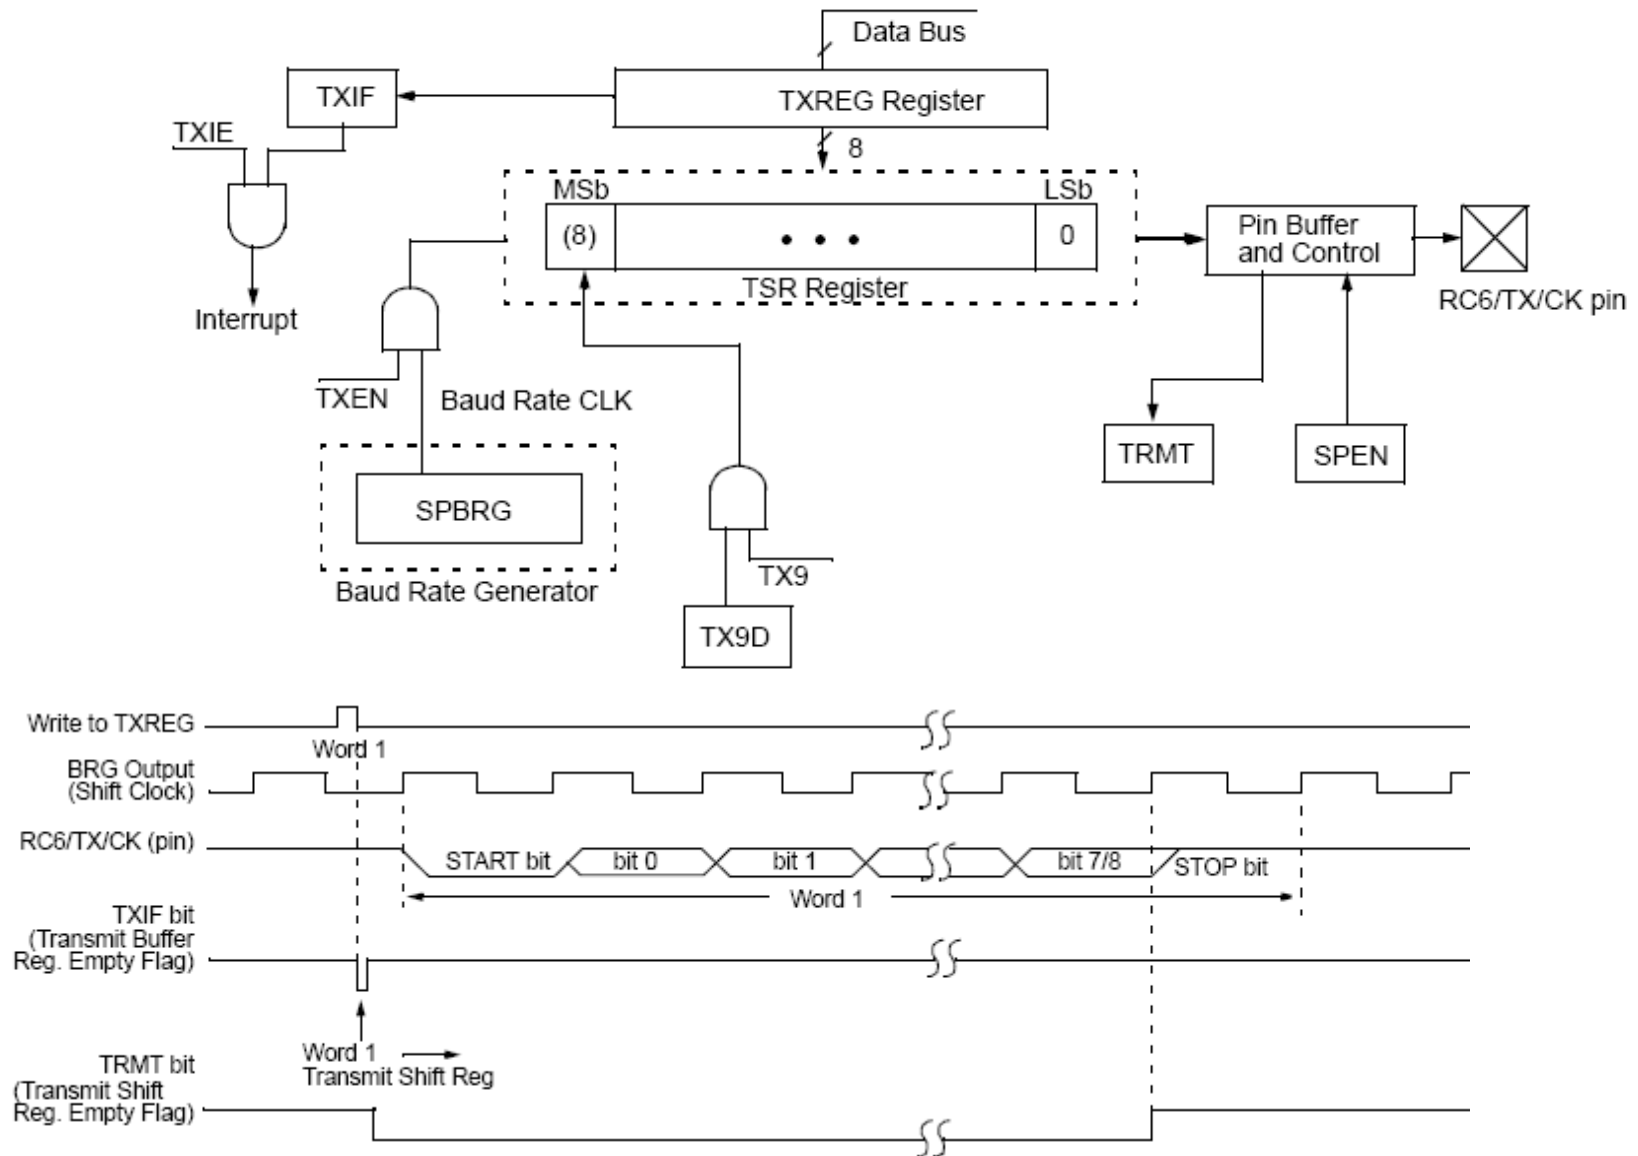 Data Bus
TXIF
TXREG Register
TXIE
8
MSb
LSb
(8)
• • •
0
Pin Buffer
and Control
TSR Register
RC6/TX/CK pin
Interrupt
TXEN
Baud Rate CLK
TRMT
SPEN
SPBRG
TX9
Baud Rate Generator
TX9D
Write to TXREG
Word 1
BRG Output
(Shift Clock)
RC6/TX/CK (pin)
START bit
bit 0
bit 1
bit 7/8
STOP bit
Word 1
TXIF bit
(Transmit Buffer
Reg. Empty Flag)
Word 1
Transmit Shift Reg
TRMT bit
(Transmit Shift
Reg. Empty Flag)